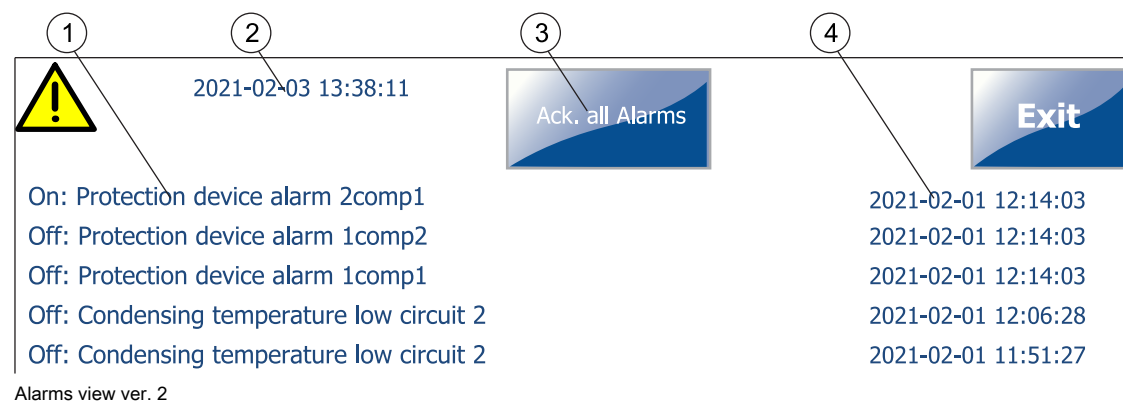 1 2 3 4
2021-02-03 13:38:11 Ack. all Alarms Exit
On: Protection device alarm 2comp1 2021-02-01 12:14:03
Off: Protection device alarm 1comp2 2021-02-01 12:14:03
Off: Protection device alarm 1comp1 2021-02-01 12:14:03
Off: Condensing temperature low circuit 2 2021-02-01 12:06:28
Off: Condensing temperature low circuit 2 2021-02-01 11:51:27
Alarms view ver. 2